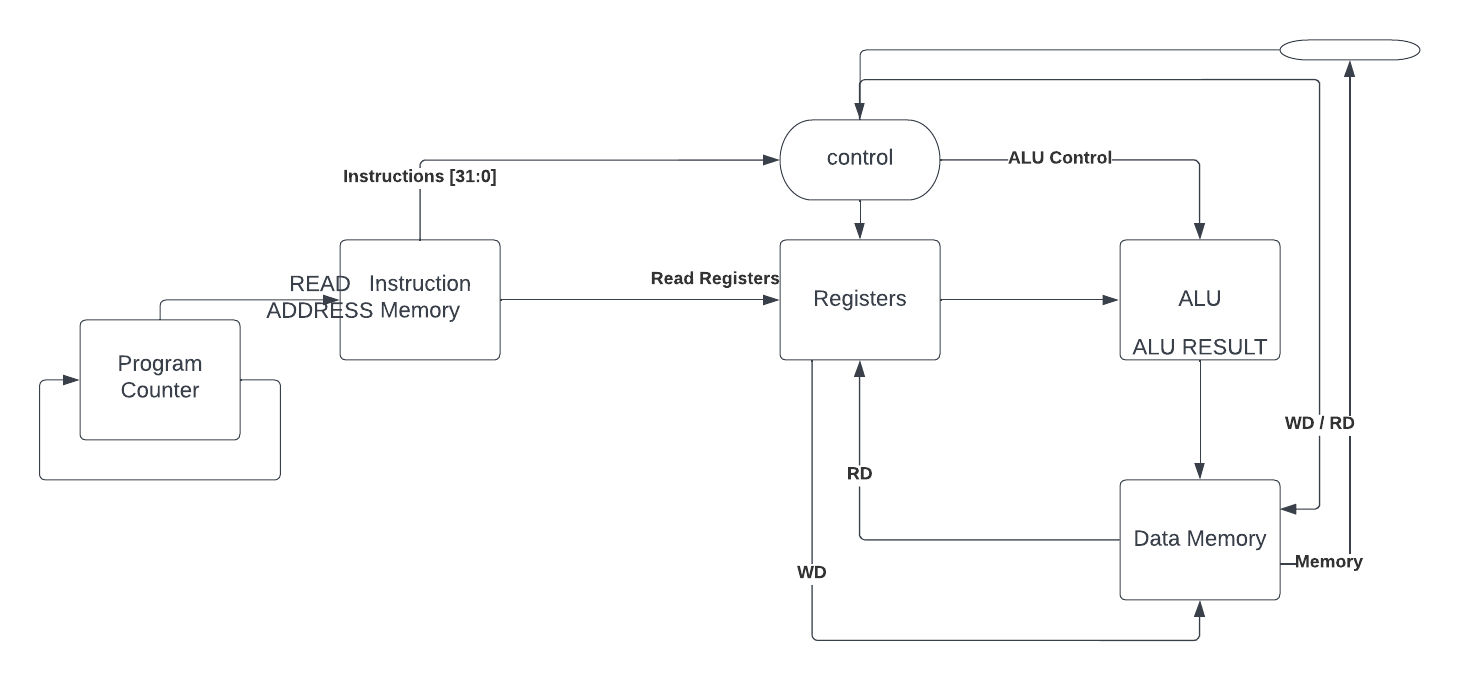 control
ALU Control
Instructions [31:0]
READ
ADDRESS
Instruction
Memory
Read Registers
Registers
ALU
ALU RESULT
Program
Counter
WD / RD
RD
Data Memory
Memory
WD